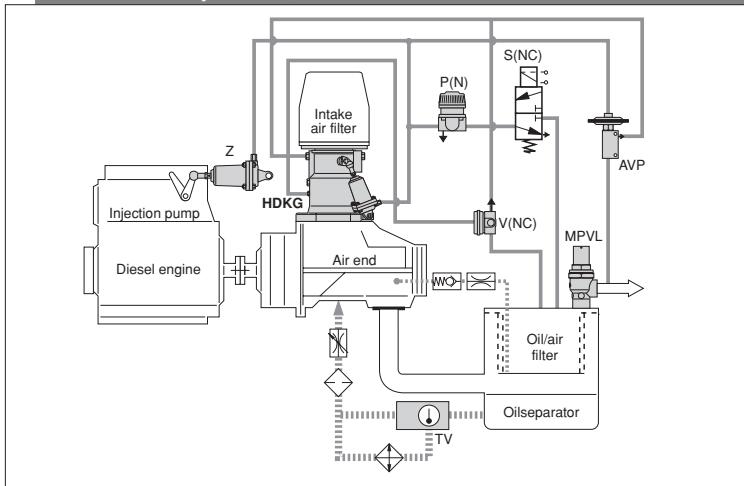 S(NC)
P(N)
Intake
air filter
Z
AVP
HDKG
V(NC)
Injection pump
MPVL
Diesel engine
Air end
Oil/air
filter
Oilseparator
TV